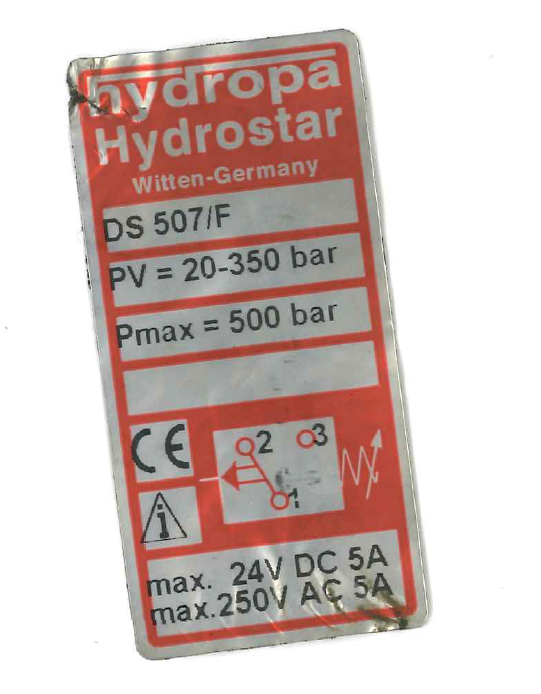 hydropa
Hydrostar
Witten-Germany
DS 507/F
PV = 20-350 bar
Pmax = 500 bar
CE
2 3
i
1
max. 24V DC 5A
max.250V AC 5A